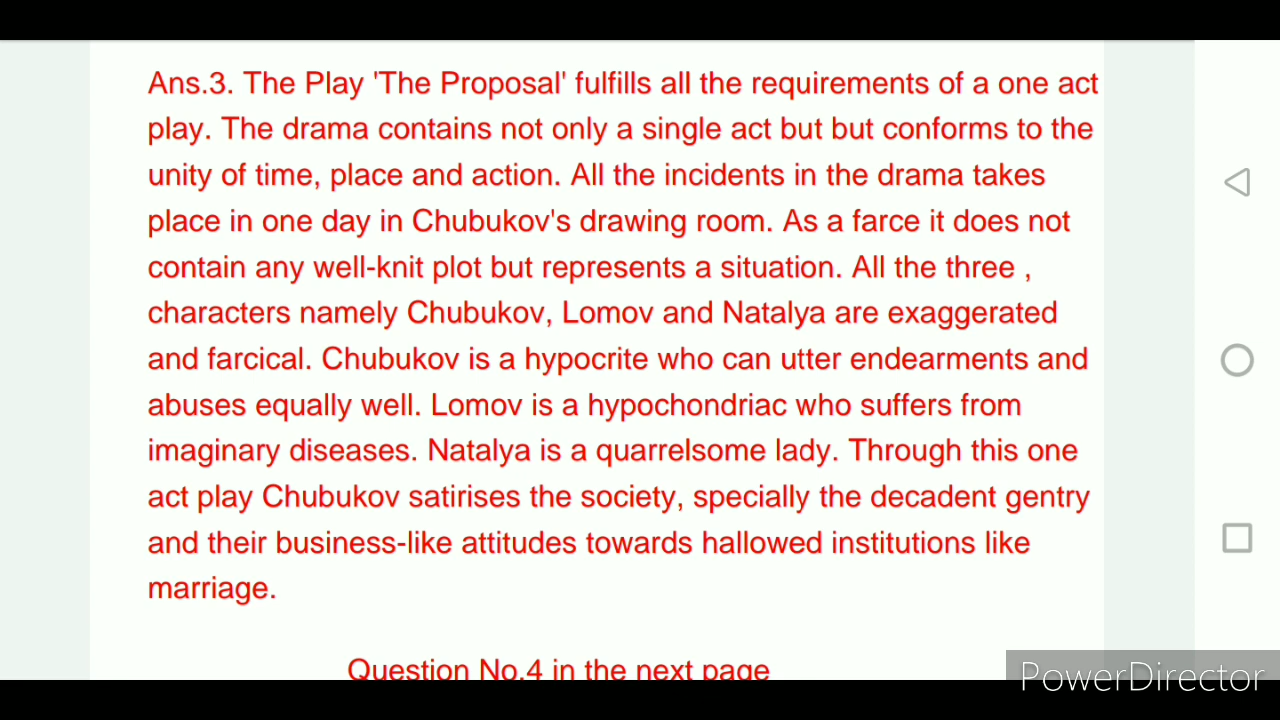 Ans.3. The Play 'The Proposal' fulfills all the requirements of a one act
play. The drama contains not only a single act but but conforms to the
unity of time, place and action. All the incidents in the drama takes
place in one day in Chubukov's drawing room. As a farce it does not
contain any well-knit plot but represents a situation. All the three ,
characters namely Chubukov, Lomov and Natalya are exaggerated
and farcical. Chubukov is a hypocrite who can utter endearments and
abuses equally well. Lomov is a hypochondriac who suffers from
imaginary diseases. Natalya is a quarrelsome lady. Through this one
act play Chubukov satirises the society, specially the decadent gentry
and their business-like attitudes towards hallowed institutions like
marriage.
Question No.4 in the next page
PowerDirector